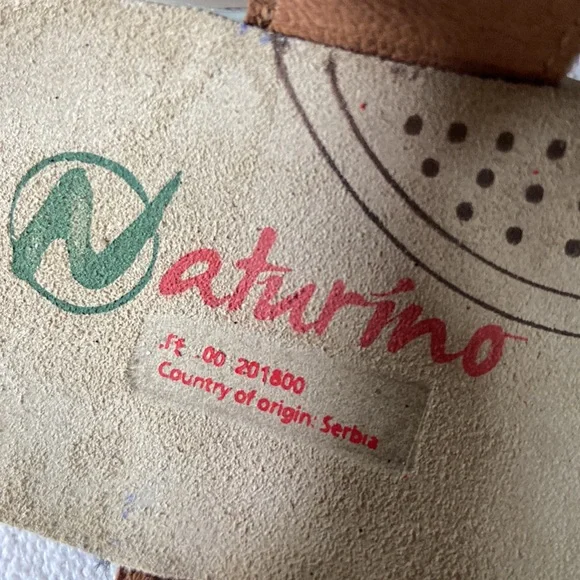 Naturino
.Ft .00 201800
Country of origin: Serbia